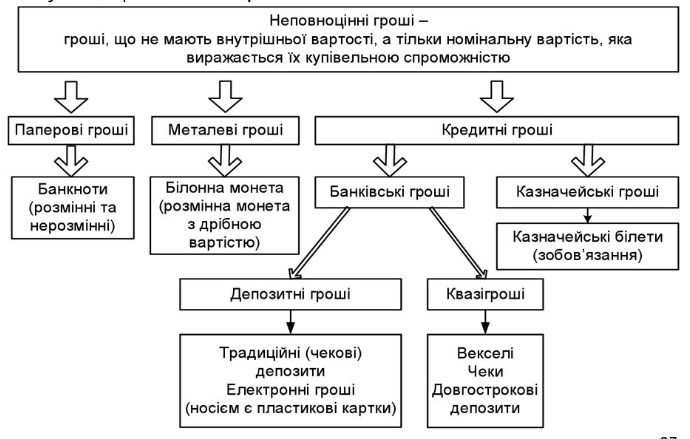 Неповноцінні гроші –
гроші, що не мають внутрішньої вартості, а тільки номінальну вартість, яка
виражається їх купівельною спроможністю
Паперові гроші
Металеві гроші
Кредитні гроші
Банкноти
(розмінні та
нерозмінні)
Білонна монета
(розмінна монета
з дрібною
вартістю)
Банківські гроші
Казначейські гроші
Казначейські білети
(зобов'язання)
Депозитні гроші
Квазігроші
Традиційні (чекові)
депозити
Електронні гроші
(носієм є пластикові картки)
Векселі
Чеки
Довгострокові
депозити